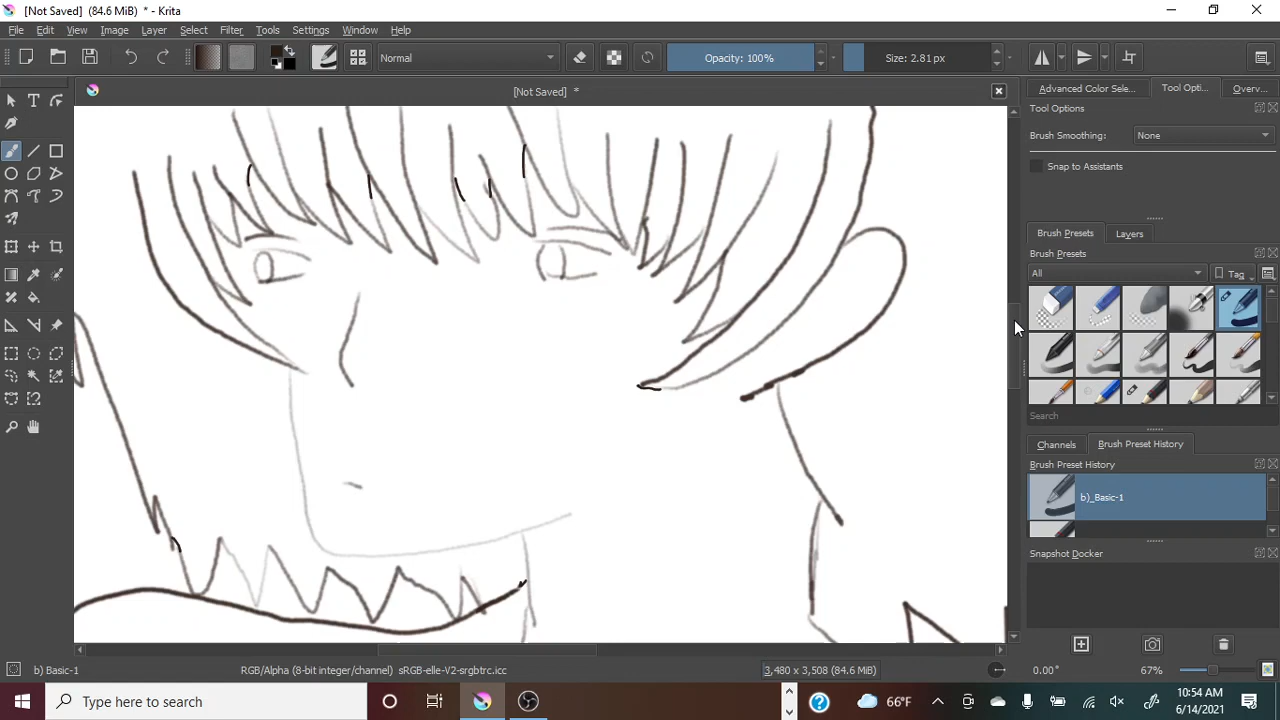 [Not Saved] (84.6 MiB) * - Krita
File Edit View Image Layer Select Filter Tools Settings Window Help
Normal Opacity: 100% Size: 2.81 px
[Not Saved] * Advanced Color Sele... Tool Opti... Overv...
Tool Options
Brush Smoothing: None
Snap to Assistants
Brush Presets Layers
Brush Presets
All Tag
Search
Channels Brush Preset History
Brush Preset History
b)_Basic-1
Snapshot Docker
b) Basic-1 RGB/Alpha (8-bit integer/channel) sRGB-elle-V2-srgbtrc.icc 3,480 x 3,508 (84.6 MiB) 0.00° 67%
Type here to search 66°F 10:54 AM
6/14/2021